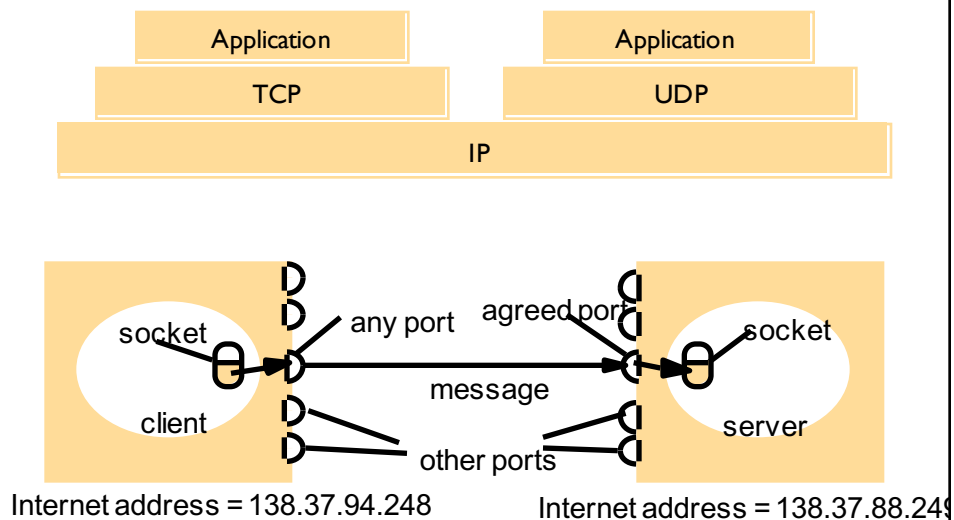 Application
Application
TCP
UDP
IP
socket
any port
agreed port
socket
message
client
server
other ports
Internet address = 138.37.94.248
Internet address = 138.37.88.249